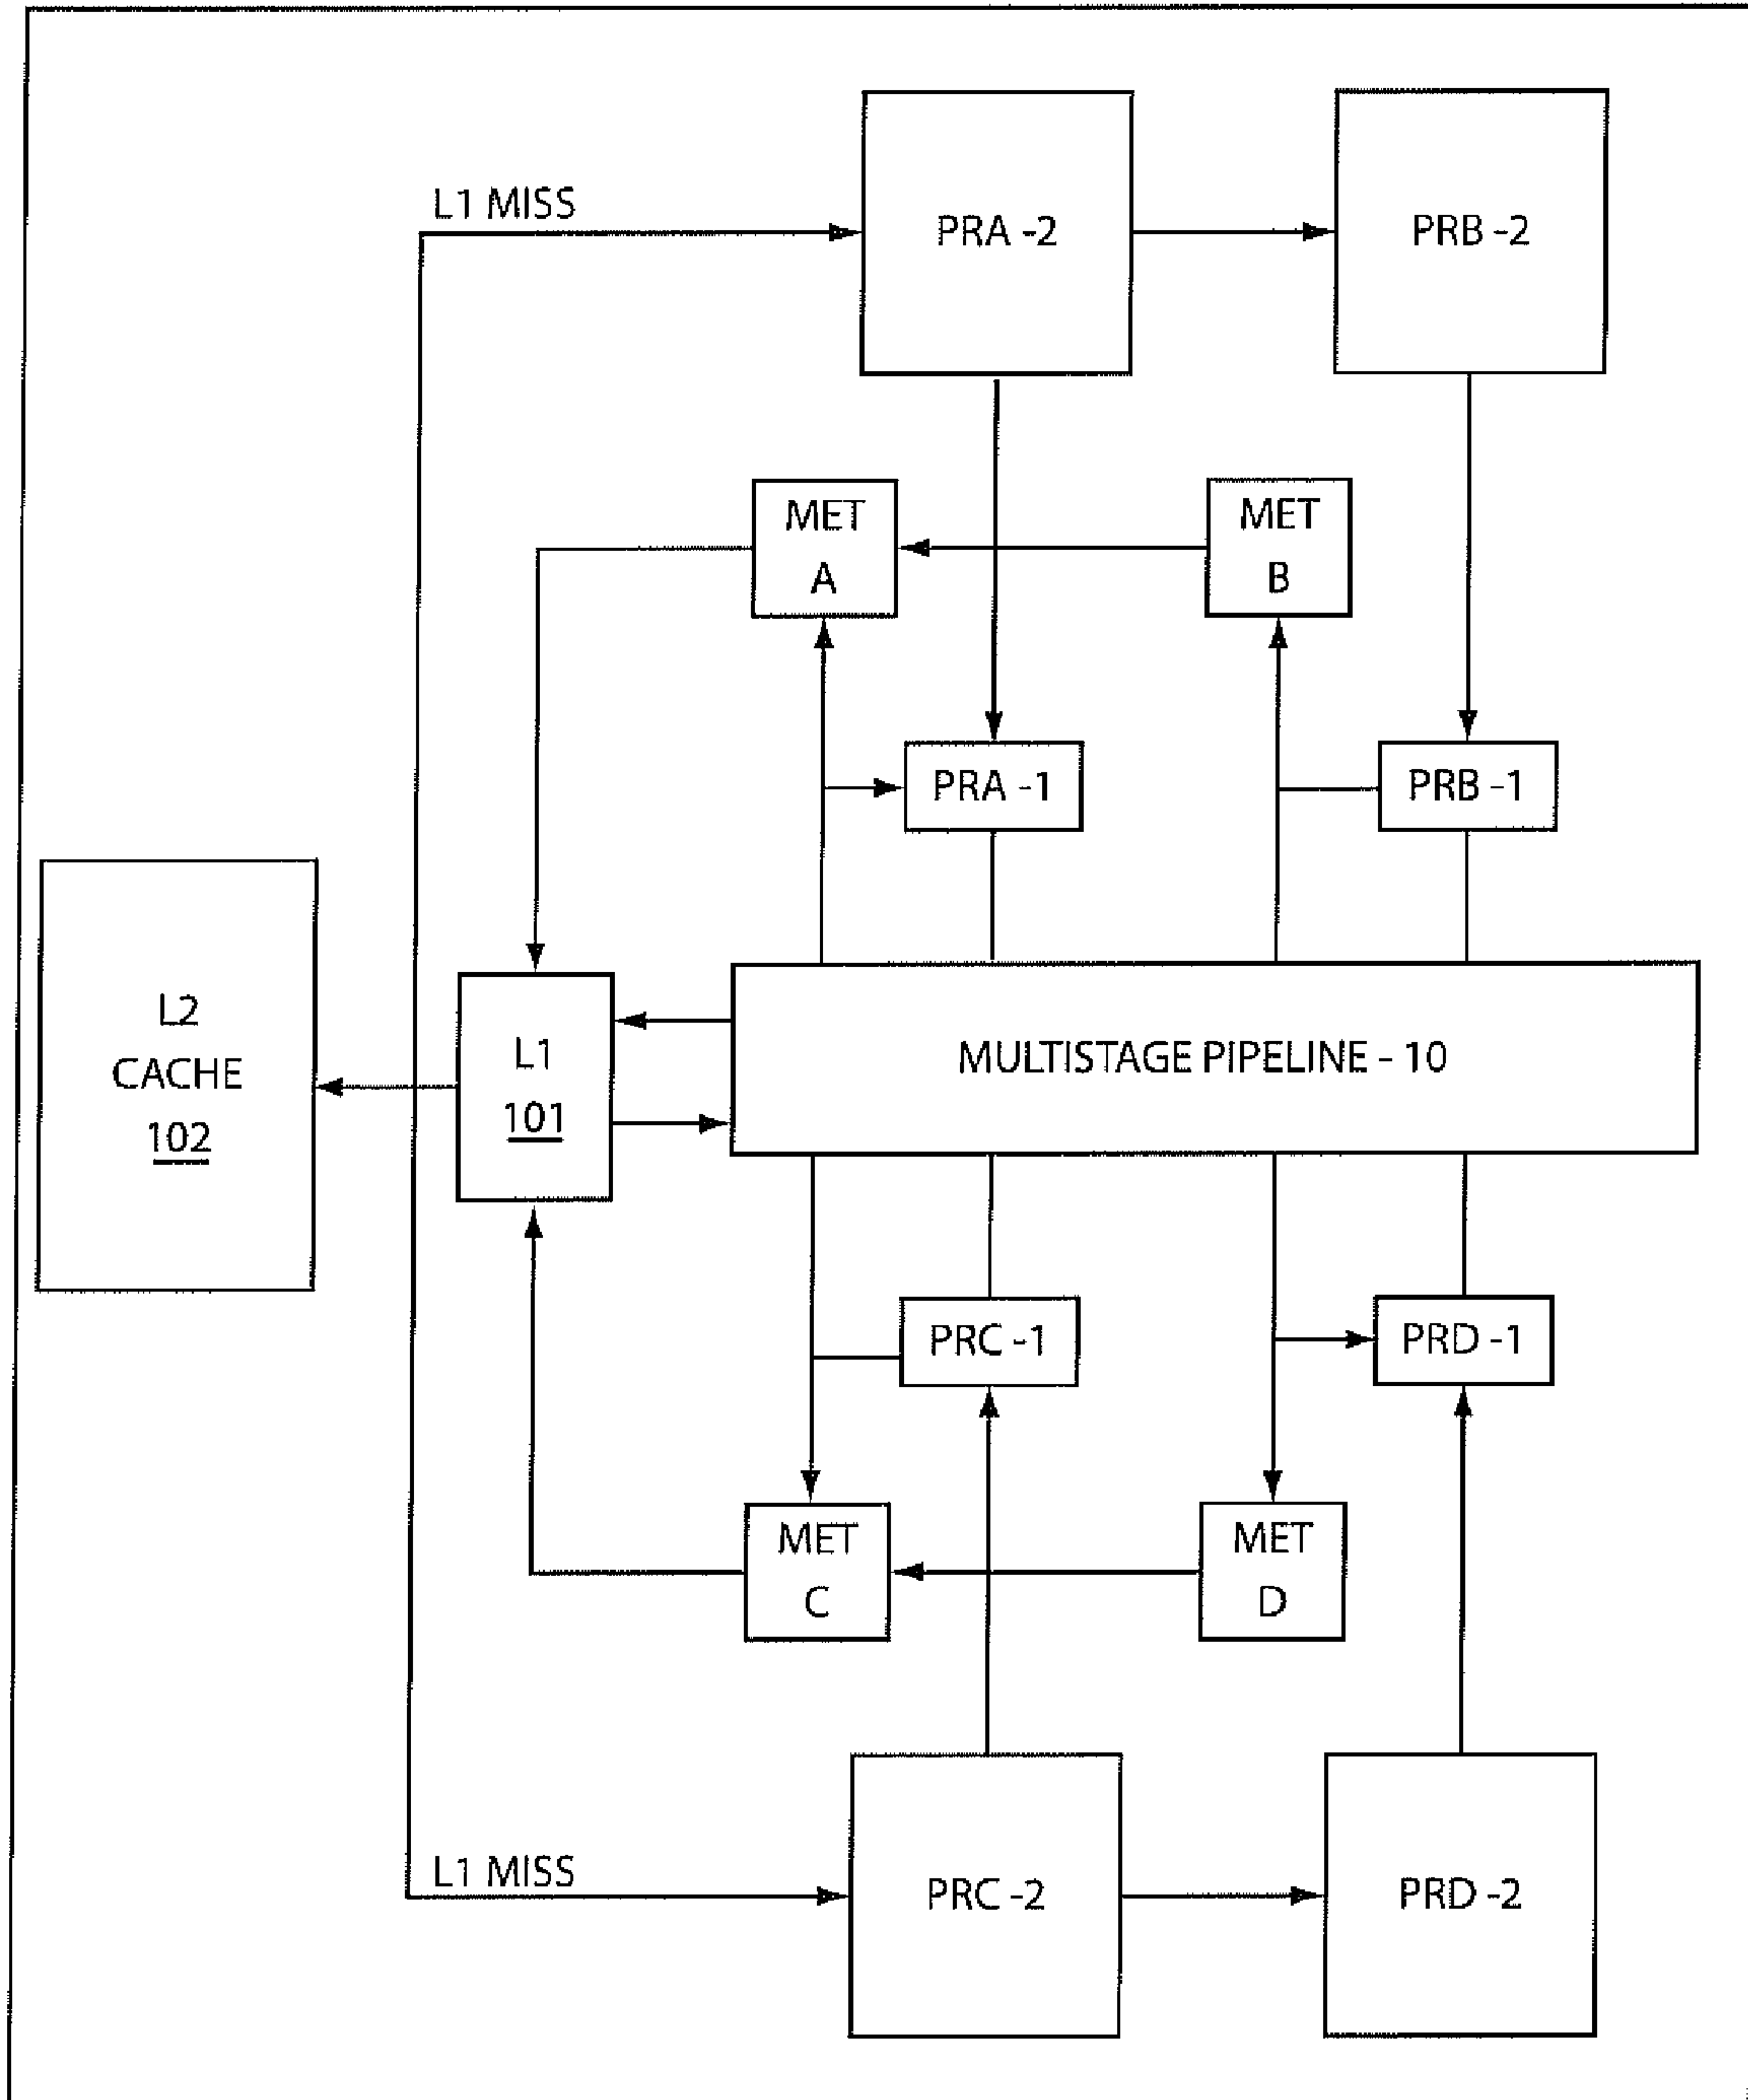 L1 MISS
PRA -2
PRB -2
MET
A
MET
B
PRA -1
PRB -1
L2
CACHE
102
L1
101
MULTISTAGE PIPELINE - 10
PRC -1
PRD -1
MET
C
MET
D
L1 MISS
PRC -2
PRD -2